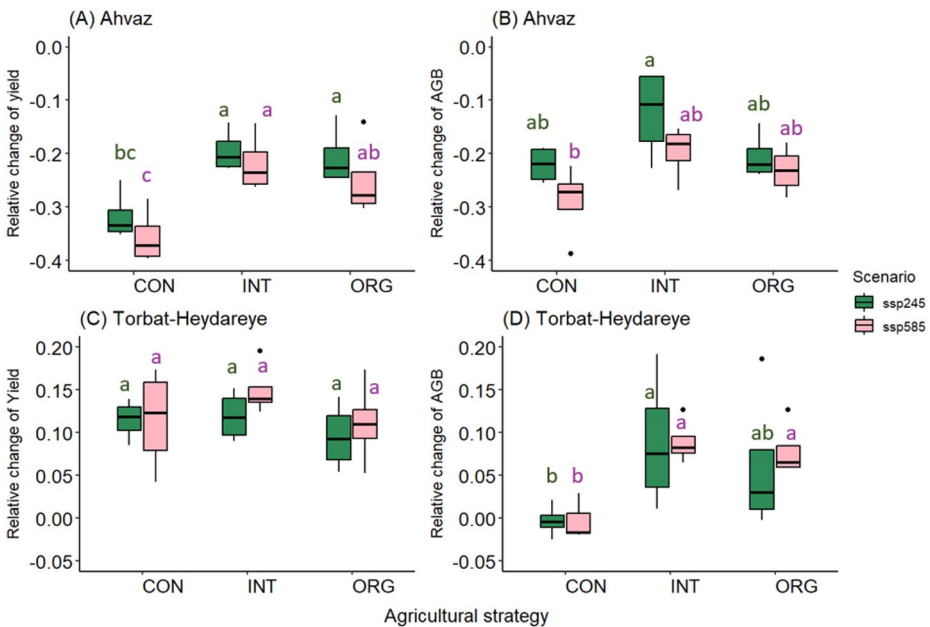 (A) Ahvaz
Relative change of yield
0.0
-0.1
-0.2
-0.3
-0.4
bc
c
a
a
a
ab
CON INT ORG
(B) Ahvaz
Relative change of AGB
0.0
-0.1
-0.2
-0.3
-0.4
ab
b
a
ab
ab
ab
CON INT ORG
Scenario
ssp245
ssp585
(C) Torbat-Heydareye
Relative change of Yield
0.20
0.15
0.10
0.05
0.00
-0.05
a
a
a
a
a
a
CON INT ORG
(D) Torbat-Heydareye
Relative change of AGB
0.20
0.15
0.10
0.05
0.00
-0.05
b
b
a
a
ab
a
CON INT ORG
Agricultural strategy